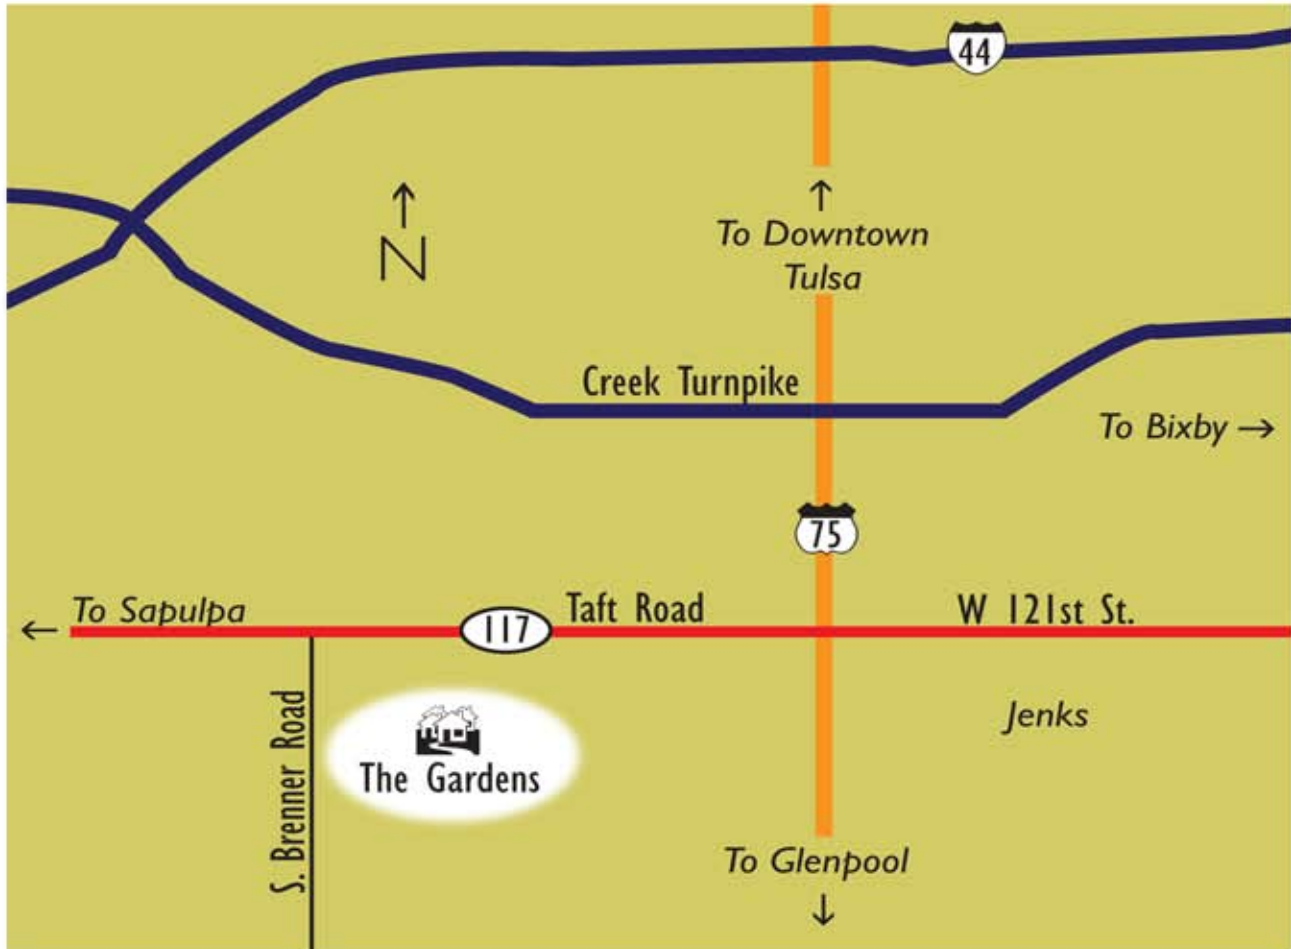 44
To Downtown
Tulsa
N
Creek Turnpike
To Bixby
75
To Sapulpa
117
Taft Road
W 121st St.
S. Brenner Road
The Gardens
Jenks
To Glenpool